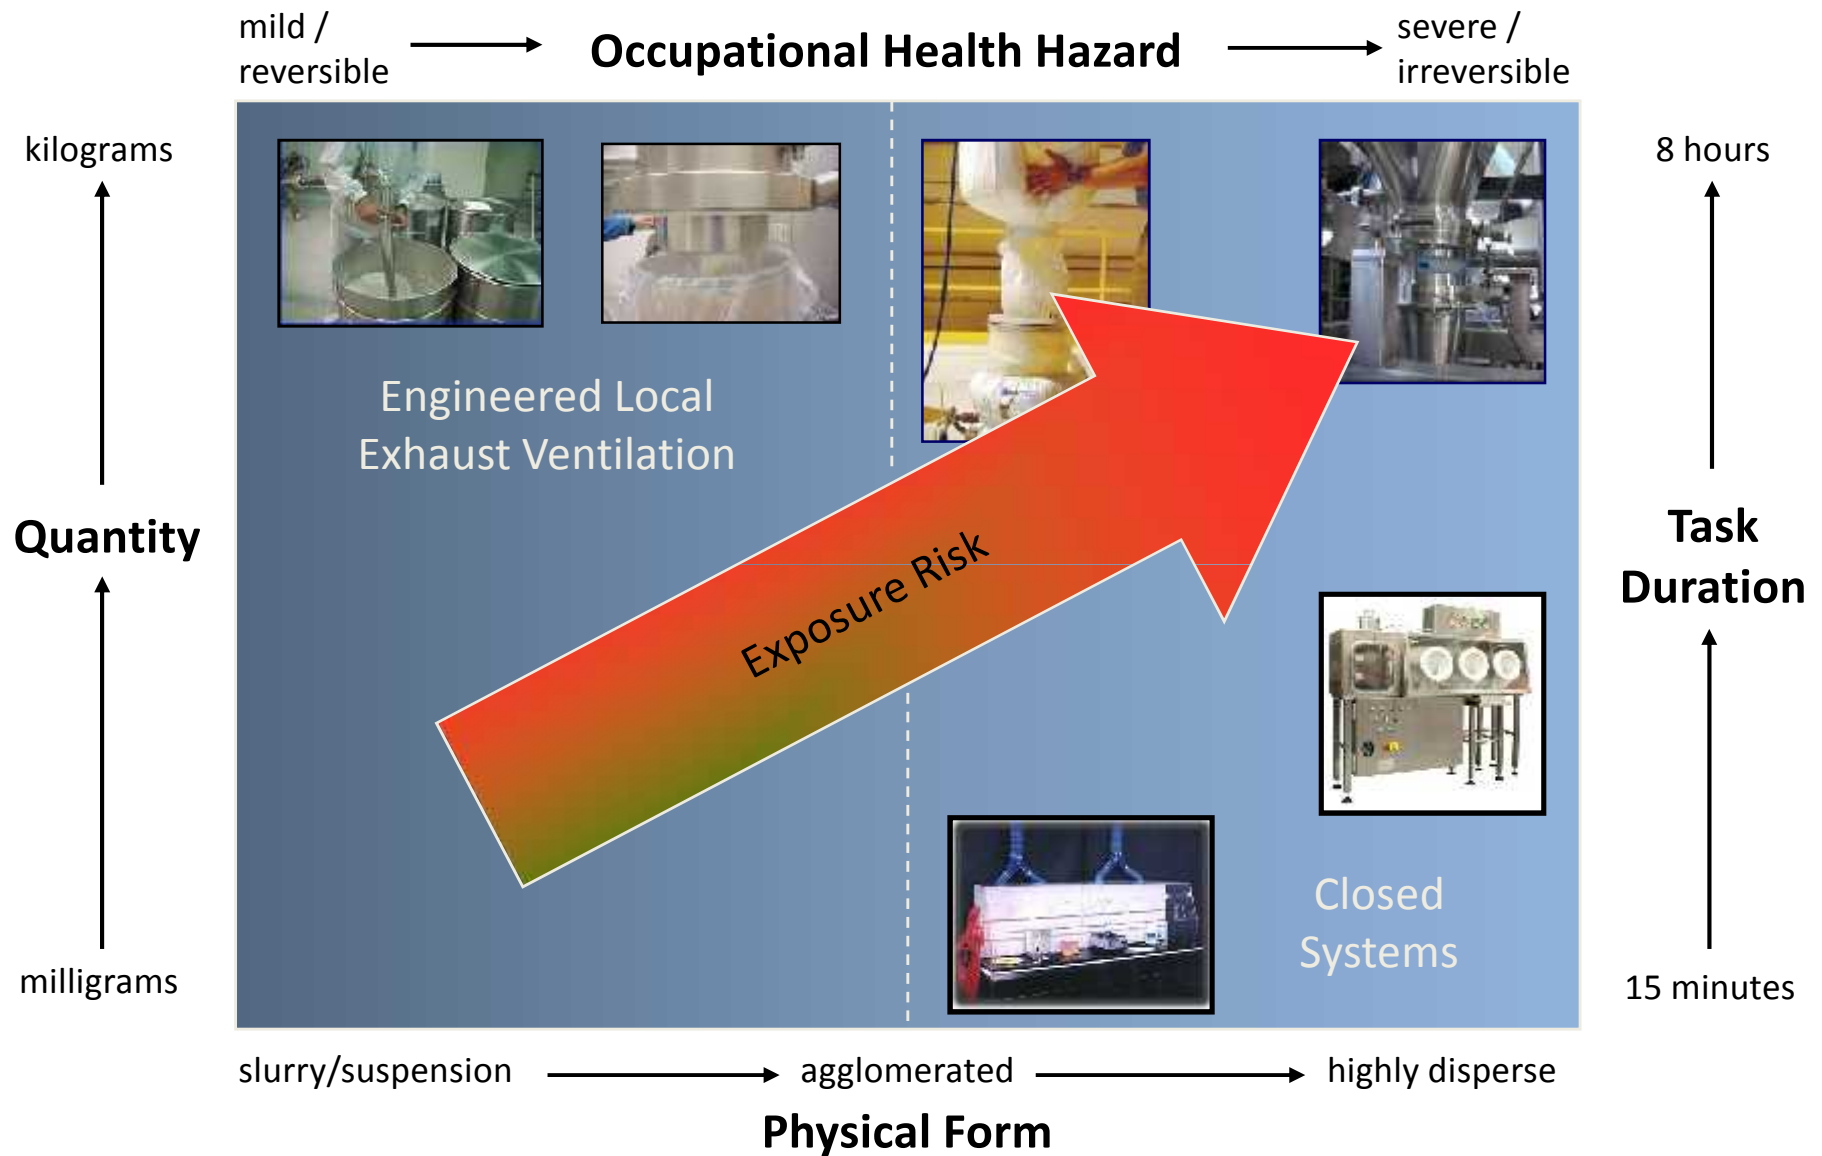 mild /
reversible
Occupational Health Hazard
severe /
irreversible
kilograms
8 hours
Engineered Local
Exhaust Ventilation
Quantity
Task
Duration
Exposure Risk
Closed
Systems
milligrams
15 minutes
slurry/suspension
agglomerated
highly disperse
Physical Form